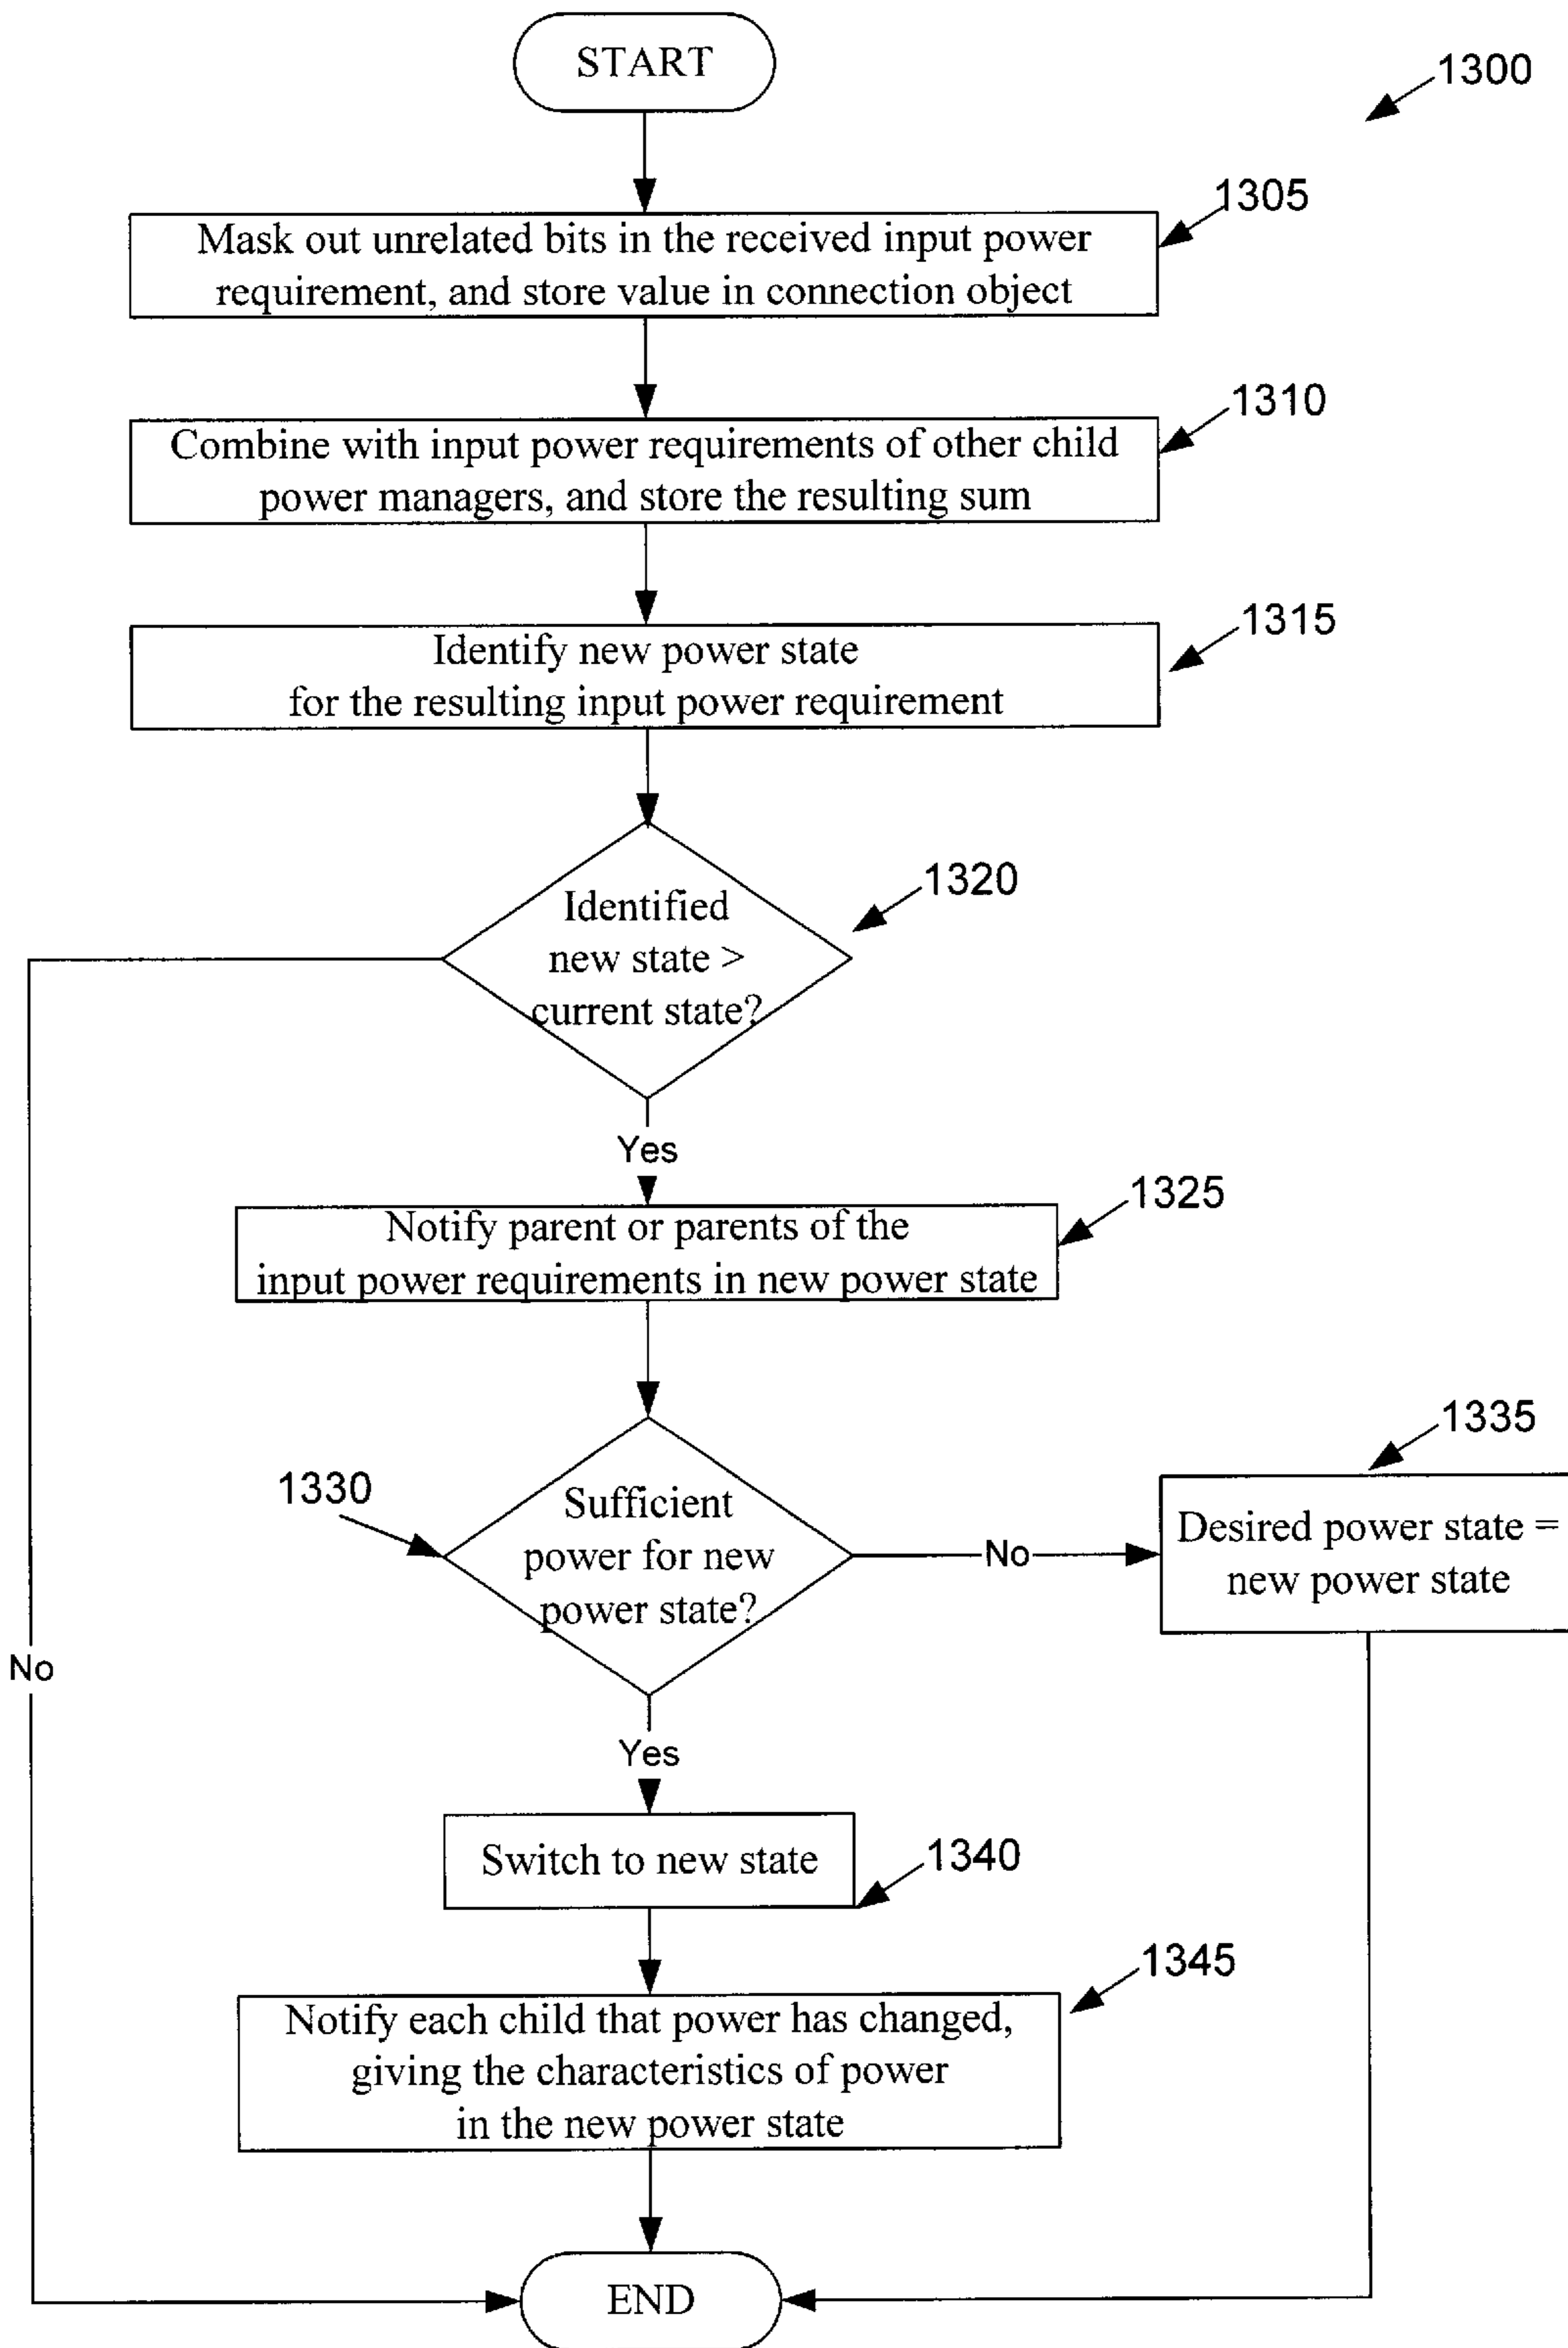 START
1300
1305
Mask out unrelated bits in the received input power
requirement, and store value in connection object
1310
Combine with input power requirements of other child
power managers, and store the resulting sum
1315
Identify new power state
for the resulting input power requirement
1320
Identified
new state >
current state?
Yes
1325
Notify parent or parents of the
input power requirements in new power state
1330
Sufficient
power for new
power state?
No
1335
Desired power state =
new power state
No
Yes
Switch to new state
1340
1345
Notify each child that power has changed,
giving the characteristics of power
in the new power state
END